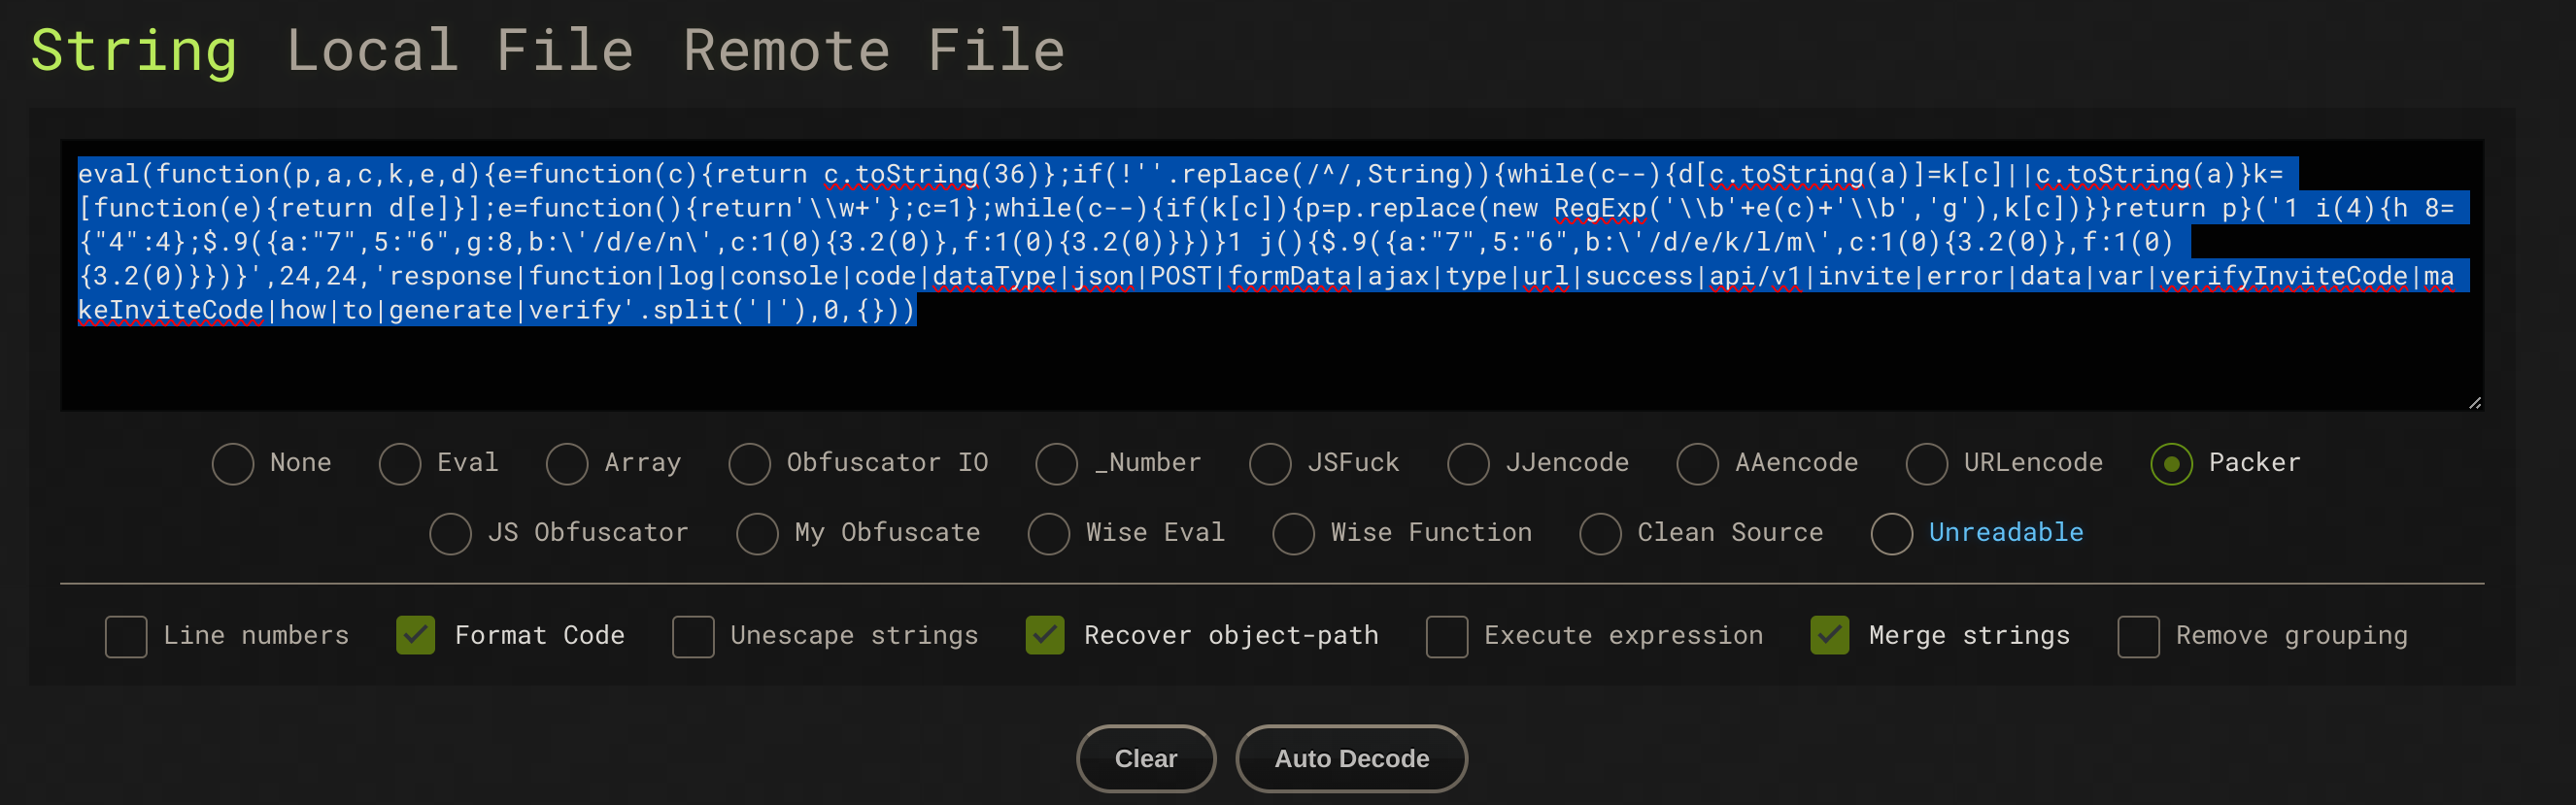 String Local File Remote File
eval(function(p,a,c,k,e,d){e=function(c){return c.toString(36)};if(!''.replace(/^/,String)){while(c--){d[c.toString(a)]=k[c]||c.toString(a)}k=
[function(e){return d[e]}];e=function(){return'\\w+'};c=1};while(c--){if(k[c]){p=p.replace(new RegExp('\\b'+e(c)+'\\b','g'),k[c])}}return p}('1 i(4){h 8=
{"4":4};$.9({a:"7",5:"6",g:8,b:\'/d/e/n\',c:1(0){3.2(0)},f:1(0){3.2(0)}})}1 j(){$.9({a:"7",5:"6",b:\'/d/e/k/l/m\',c:1(0){3.2(0)},f:1(0)
{3.2(0)}})}',24,24,'response|function|log|console|code|dataType|json|POST|formData|ajax|type|url|success|api/v1|invite|error|data|var|verifyInviteCode|ma
keInviteCode|how|to|generate|verify'.split('|'),0,{}))
None Eval Array Obfuscator IO _Number JSFuck JJencode AAencode URLencode Packer
JS Obfuscator My Obfuscate Wise Eval Wise Function Clean Source Unreadable
Line numbers Format Code Unescape strings Recover object-path Execute expression Merge strings Remove grouping
Clear Auto Decode